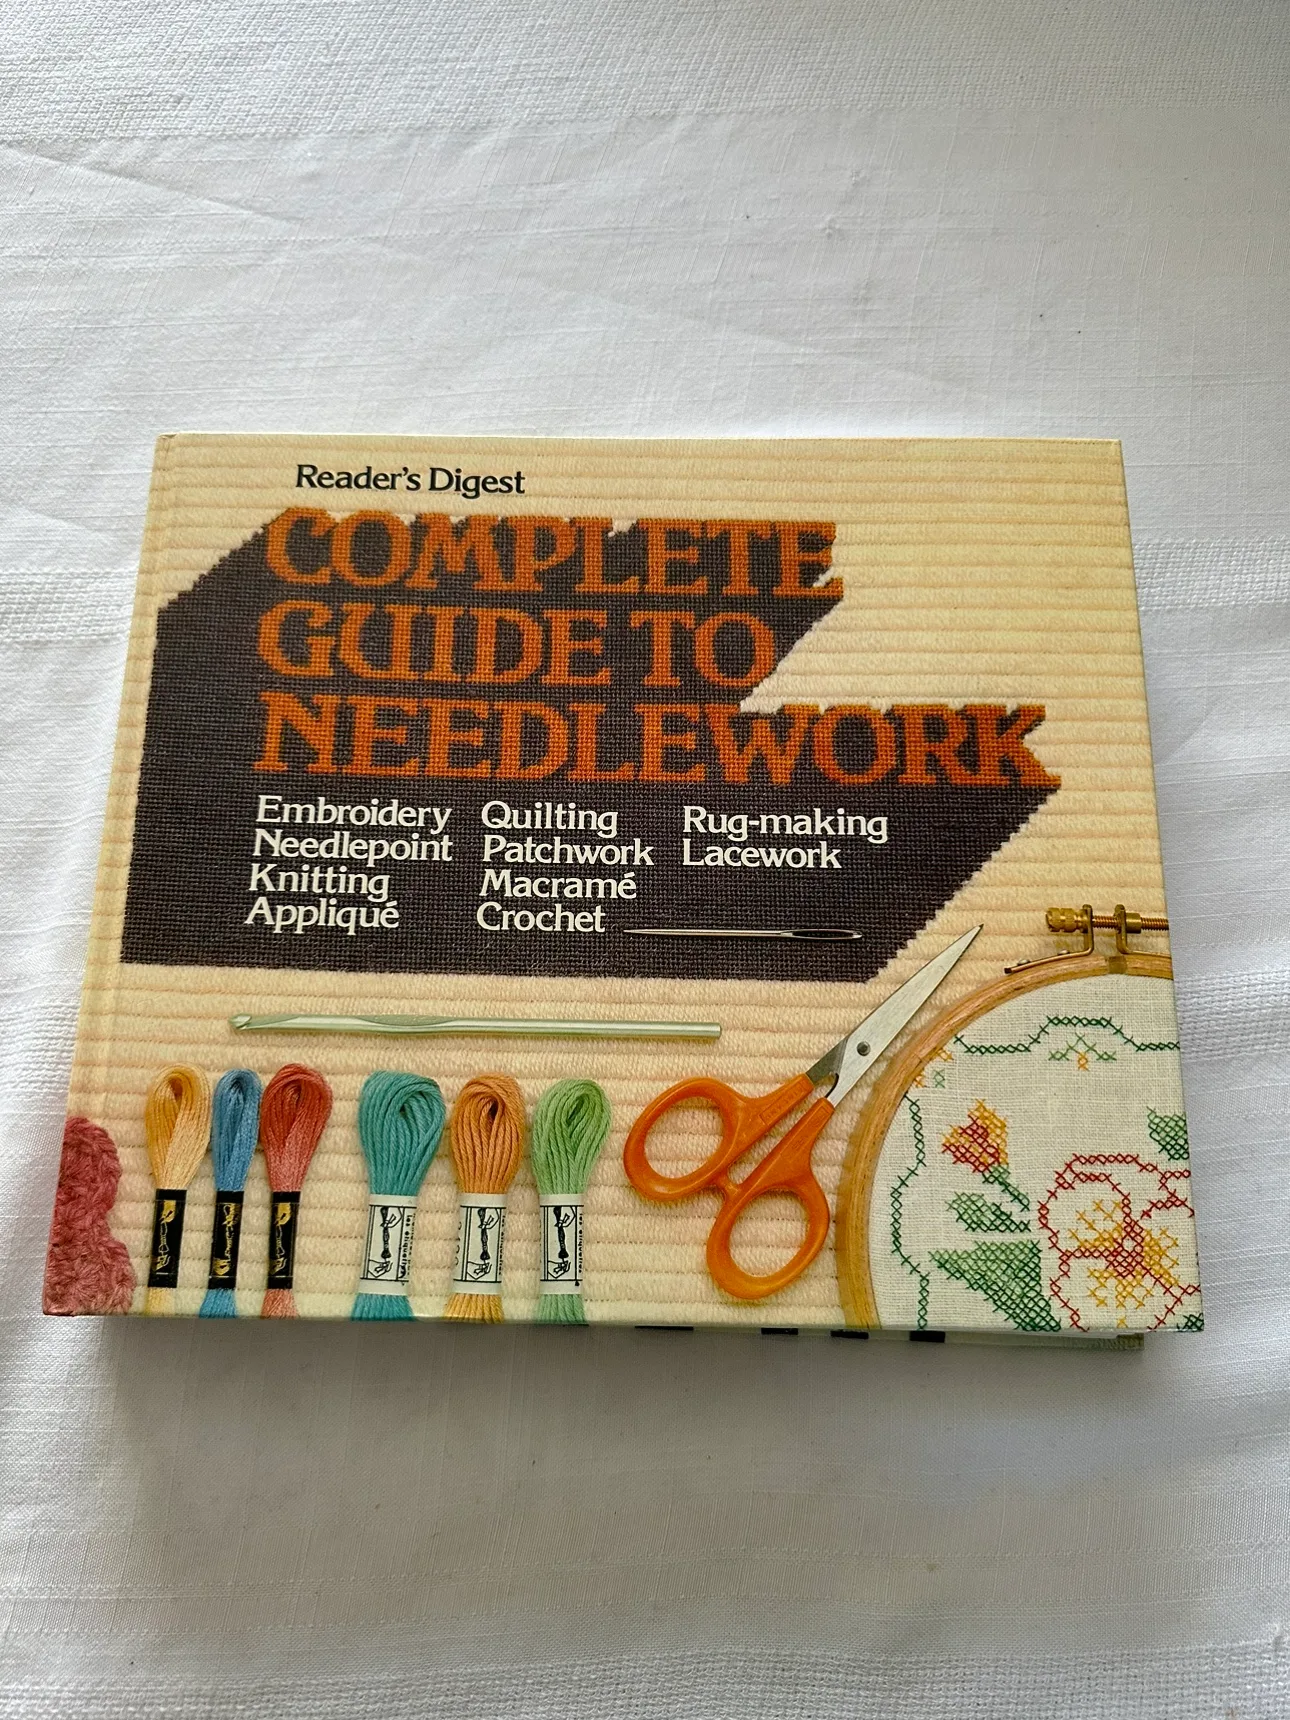 Reader's Digest
COMPLETE
GUIDE TO
NEEDLEWORK
Embroidery
Needlepoint
Knitting
Appliqué
Quilting
Patchwork
Macramé
Crochet
Rug-making
Lacework